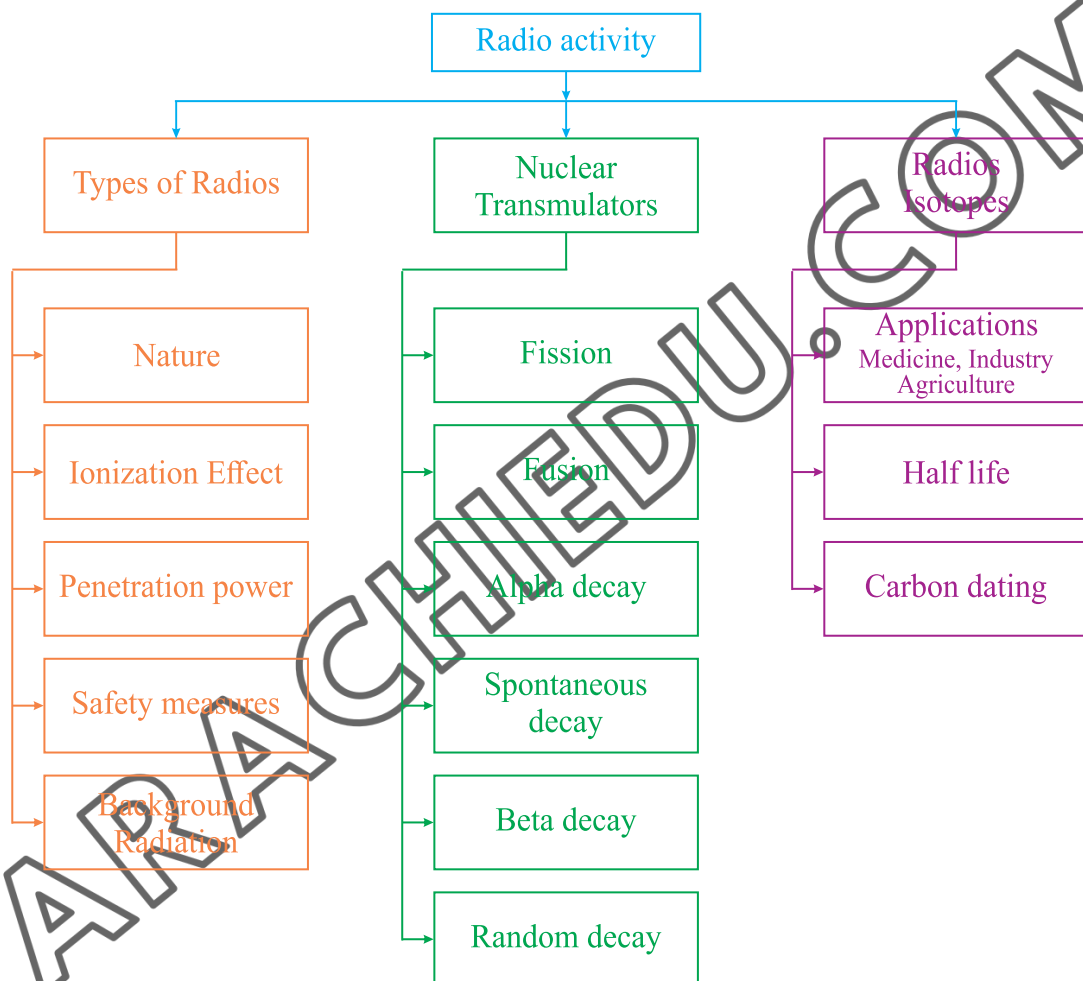 Radio activity
Types of Radios
Nuclear
Transmulators
Radios
Isotopes
Nature
Ionization Effect
Penetration power
Safety measures
Background
Radiation
Fission
Fusion
Alpha decay
Spontaneous
decay
Beta decay
Random decay
Applications
Medicine, Industry
Agriculture
Half life
Carbon dating
ARACHIEDU.COM